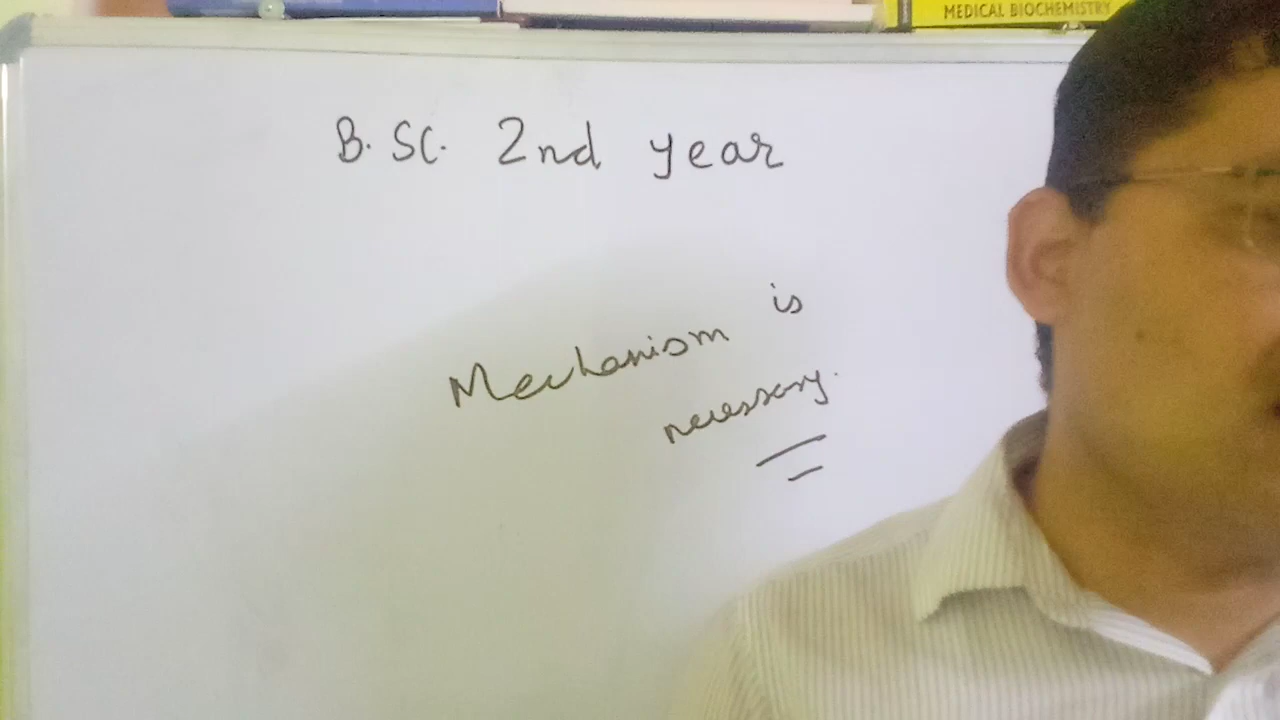 MEDICAL BIOCHEMISTRY
B.SC. 2nd year
Mechanism is
necessary.